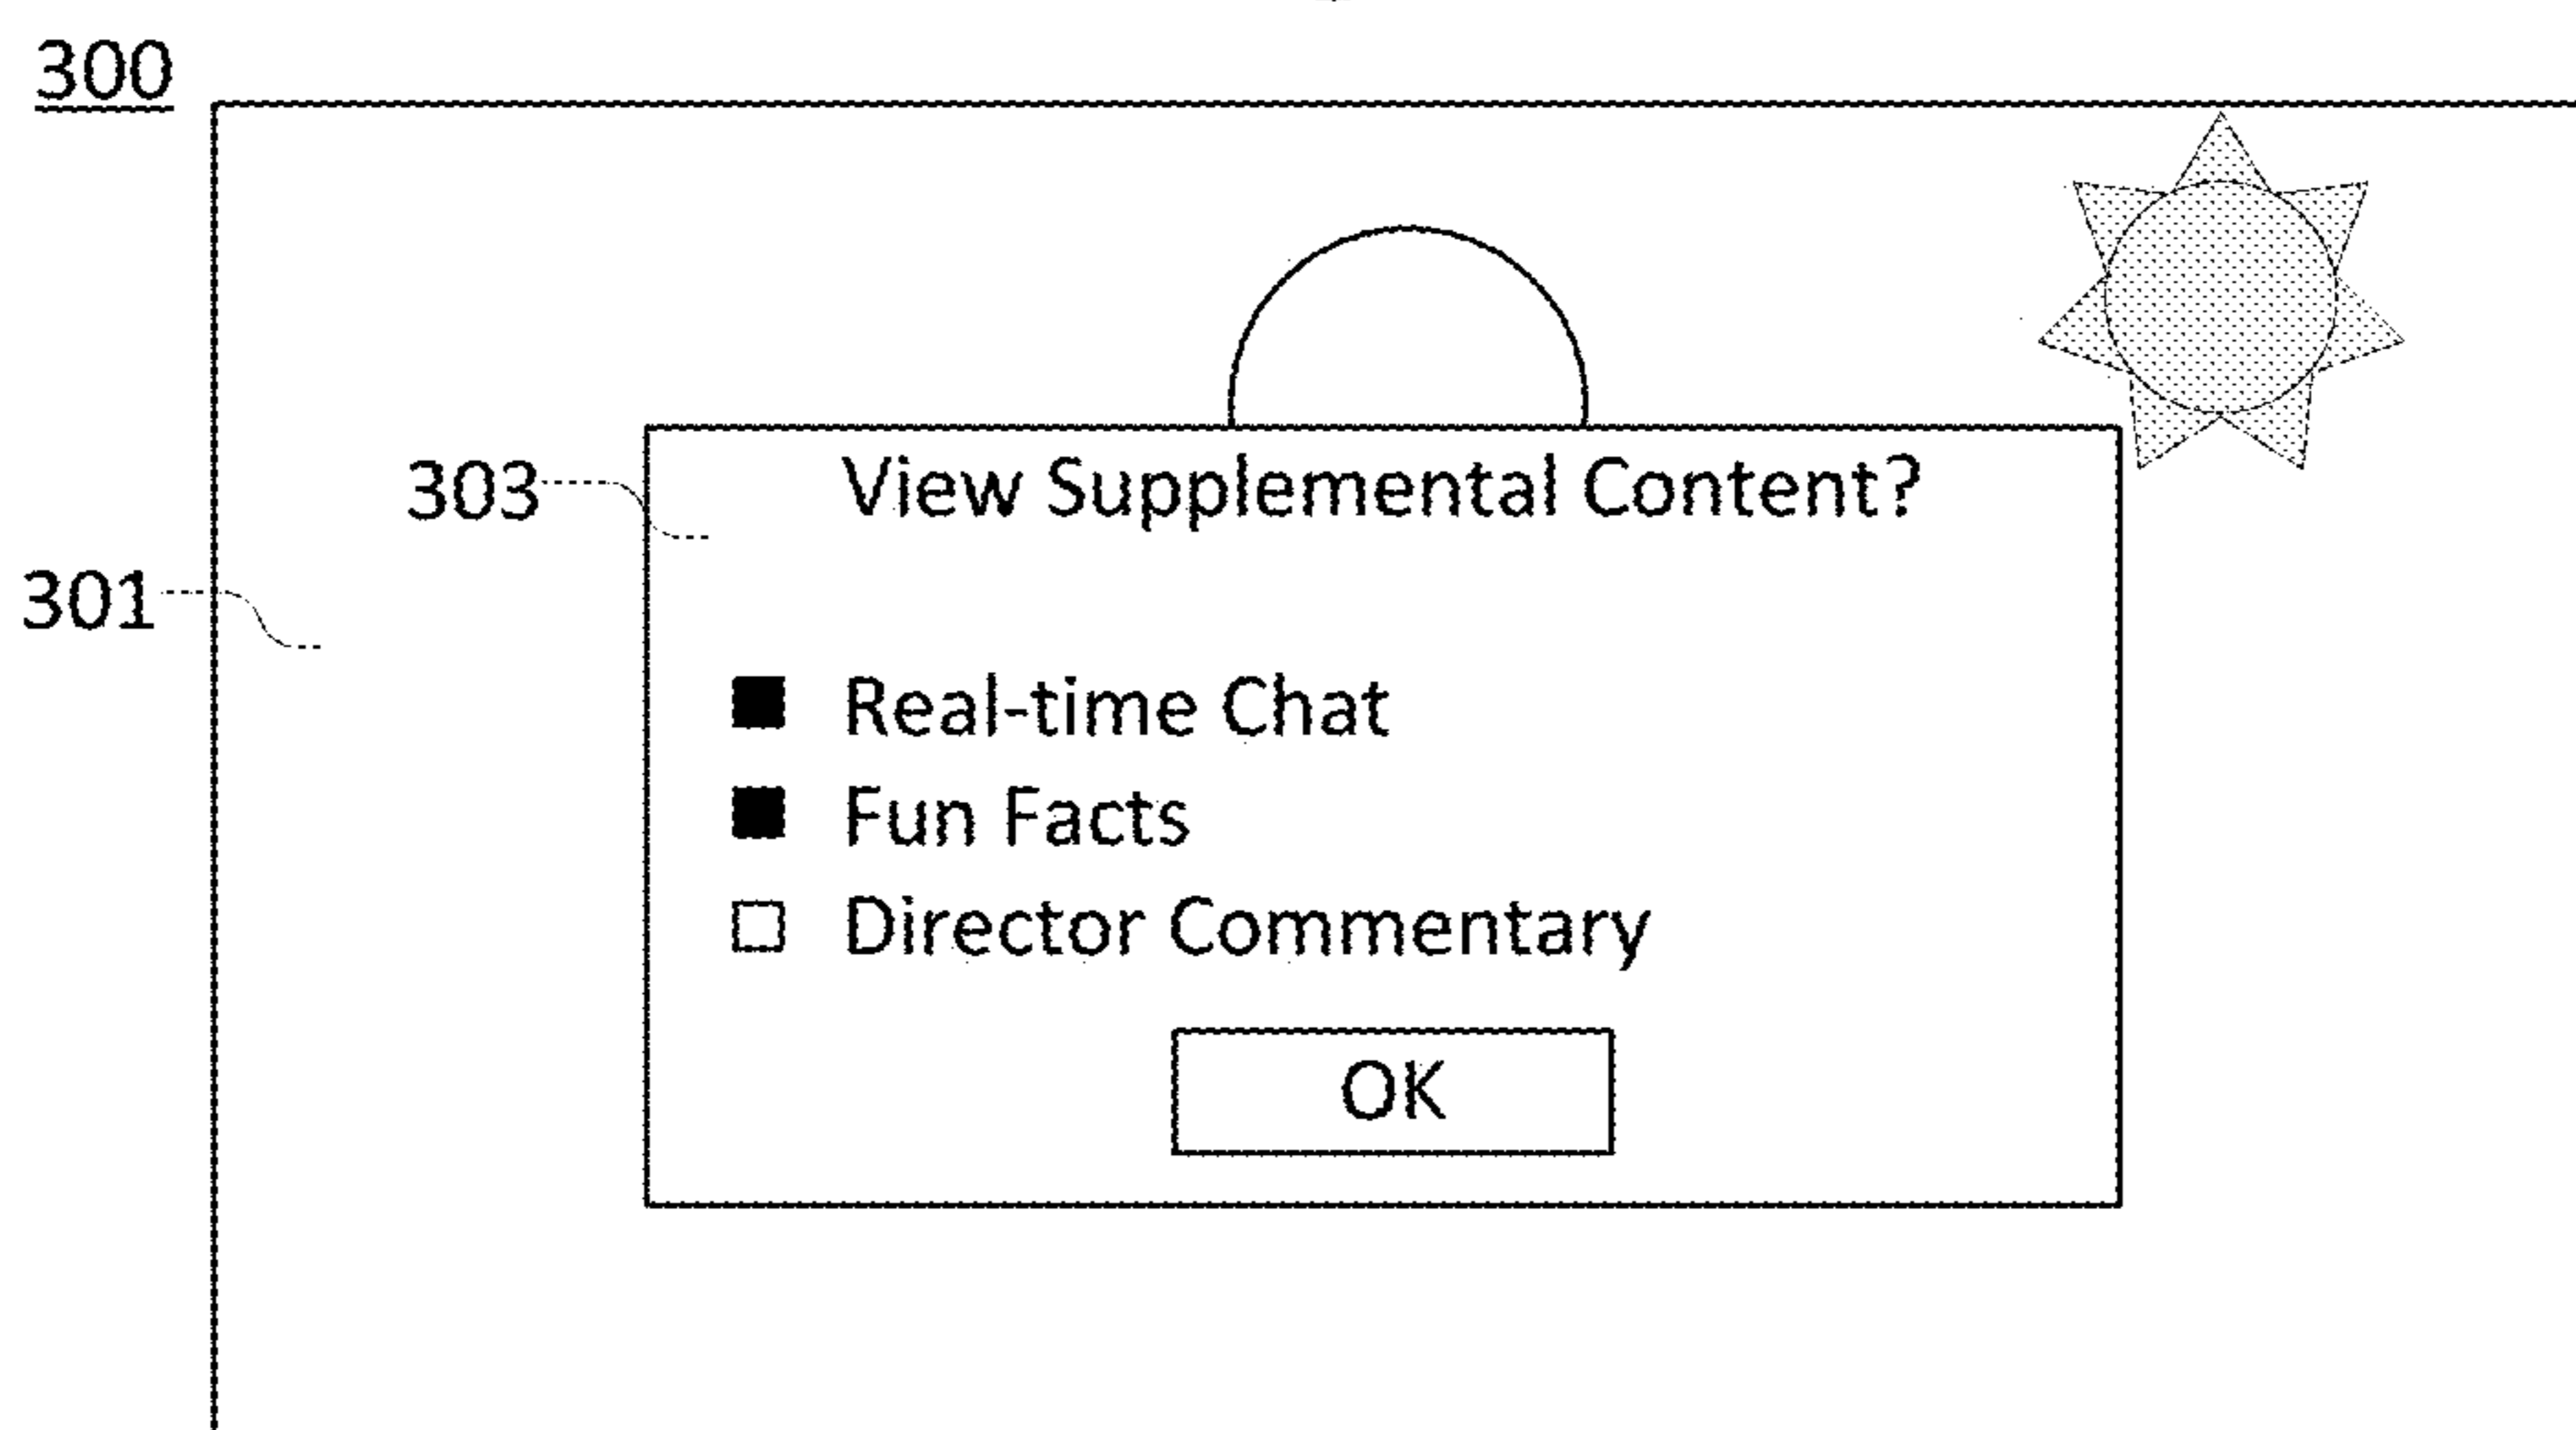 300
303
View Supplemental Content?
301
Real-time Chat
Fun Facts
Director Commentary
OK